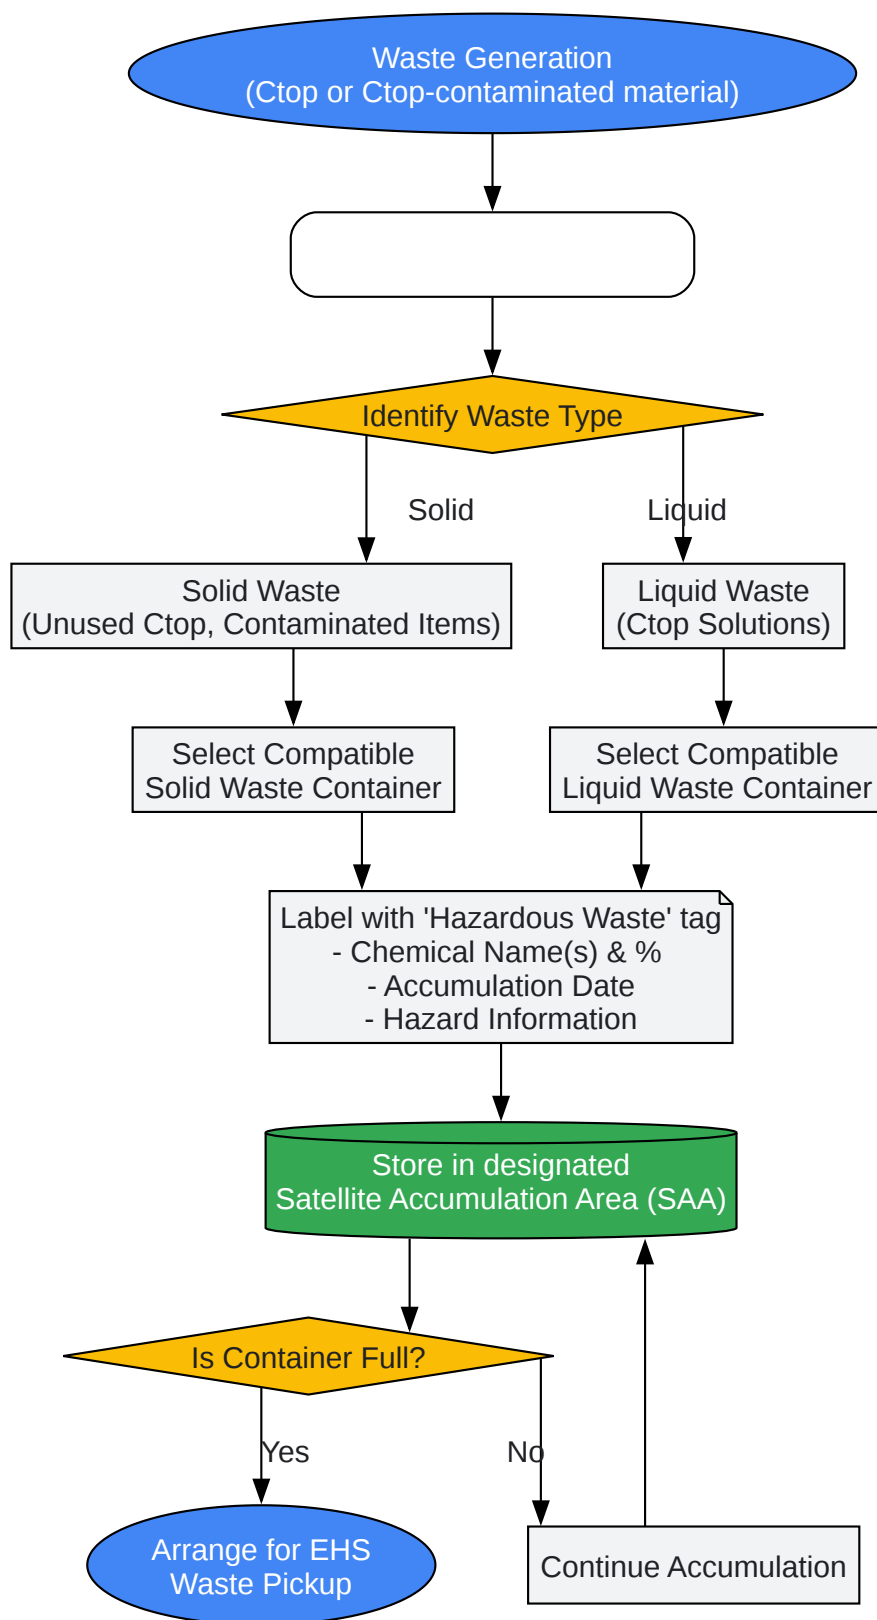 Waste Generation
(Ctop or Ctop-contaminated material)
Identify Waste Type
Solid
Liquid
Solid Waste
(Unused Ctop, Contaminated Items)
Liquid Waste
(Ctop Solutions)
Select Compatible
Solid Waste Container
Select Compatible
Liquid Waste Container
Label with 'Hazardous Waste' tag
- Chemical Name(s) & %
- Accumulation Date
- Hazard Information
Store in designated
Satellite Accumulation Area (SAA)
Is Container Full?
Yes
No
Arrange for EHS
Waste Pickup
Continue Accumulation